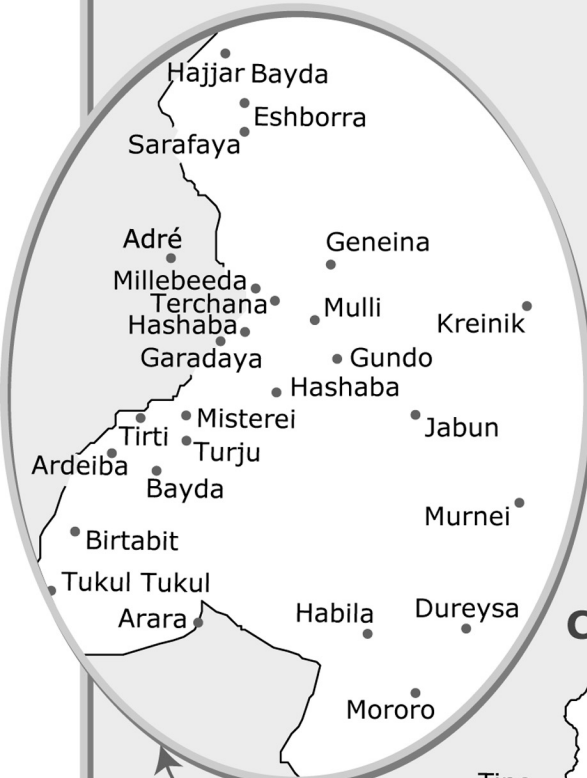 Hajjar Bayda
Eshborra
Sarafaya
Adré
Geneina
Millebeeda
Terchana
Mulli
Hashaba
Kreinik
Garadaya
Gundo
Hashaba
Misterei
Tirti
Jabun
Turju
Ardeiba
Bayda
Murnei
Birtabit
Tukul Tukul
Arara
Habila
Dureysa
Mororo